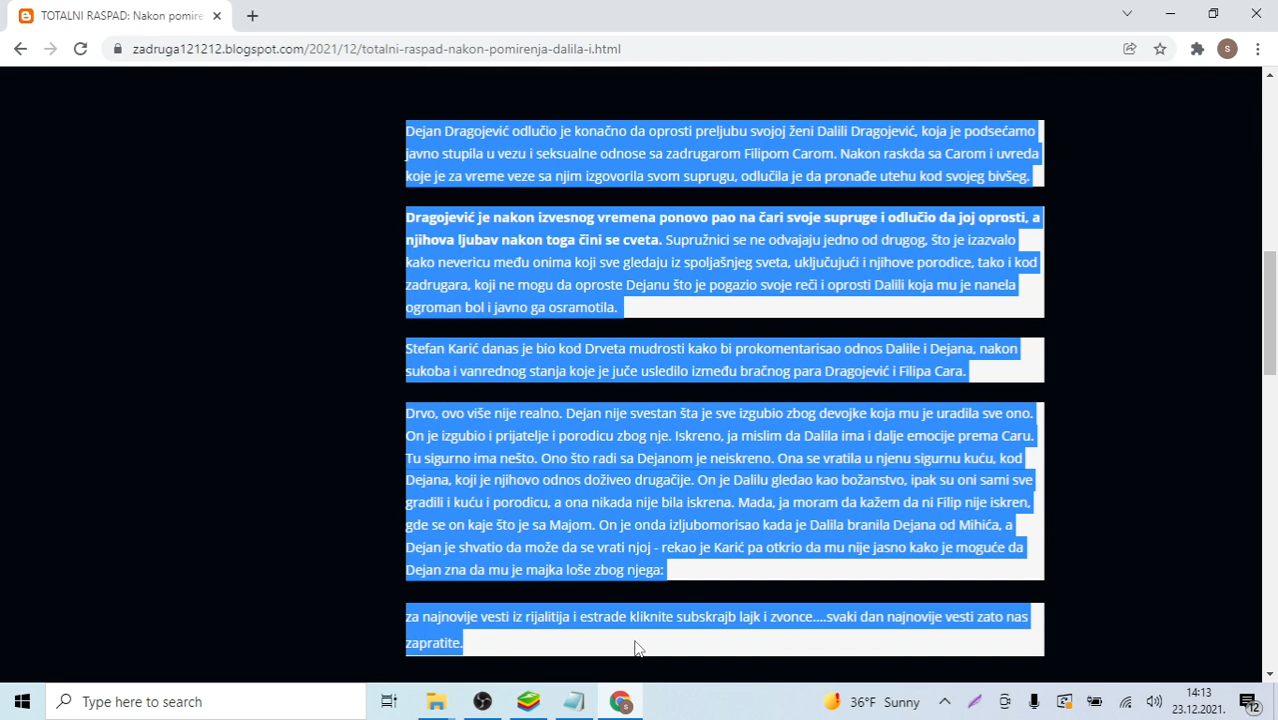 TOTALNI RASPAD: Nakon pomire
zadruga121212.blogspot.com/2021/12/totalni-raspad-nakon-pomirenja-dalila-i.html
S
Dejan Dragojević odlučio je konačno da oprosti preljubu svojoj ženi Dalili Dragojević, koja je podsećamo
javno stupila u vezu i seksualne odnose sa zadrugarom Filipom Carom. Nakon raskda sa Carom i uvreda
koje je za vreme veze sa njim izgovorila svom suprugu, odlučila je da pronađe utehu kod svojeg bivšeg.
Dragojević je nakon izvesnog vremena ponovo pao na čari svoje supruge i odlučio da joj oprosti, a
njihova ljubav nakon toga čini se cveta. Supružnici se ne odvajaju jedno od drugog, što je izazvalo
kako nevericu među onima koji sve gledaju iz spoljašnjeg sveta, uključujući i njihove porodice, tako i kod
zadrugara, koji ne mogu da oproste Dejanu što je pogazio svoje reči i oprosti Dalili koja mu je nanela
ogroman bol i javno ga osramotila.
Stefan Karić danas je bio kod Drveta mudrosti kako bi prokomentarisao odnos Dalile i Dejana, nakon
sukoba i vanrednog stanja koje je juče usledilo između bračnog para Dragojević i Filipa Cara.
Drvo, ovo više nije realno. Dejan nije svestan šta je sve izgubio zbog devojke koja mu je uradila sve ono.
On je izgubio i prijatelje i porodicu zbog nje. Iskreno, ja mislim da Dalila ima i dalje emocije prema Caru.
Tu sigurno ima nešto. Ono što radi sa Dejanom je neiskreno. Ona se vratila u njenu sigurnu kuću, kod
Dejana, koji je njihovo odnos doživeo drugačije. On je Dalilu gledao kao božanstvo, ipak su oni sami sve
gradili i kuću i porodicu, a ona nikada nije bila iskrena. Mada, ja moram da kažem da ni Filip nije iskren,
gde se on kaje što je sa Majom. On je onda izljubomorisao kada je Dalila branila Dejana od Mihića, a
Dejan je shvatio da može da se vrati njoj - rekao je Karić pa otkrio da mu nije jasno kako je moguće da
Dejan zna da mu je majka loše zbog njega:
za najnovije vesti iz rijalitija i estrade kliknite subskrajb lajk i zvonce....svaki dan najnovije vesti zato nas
zapratite.
Type here to search
36°F Sunny
14:13
23.12.2021.
12